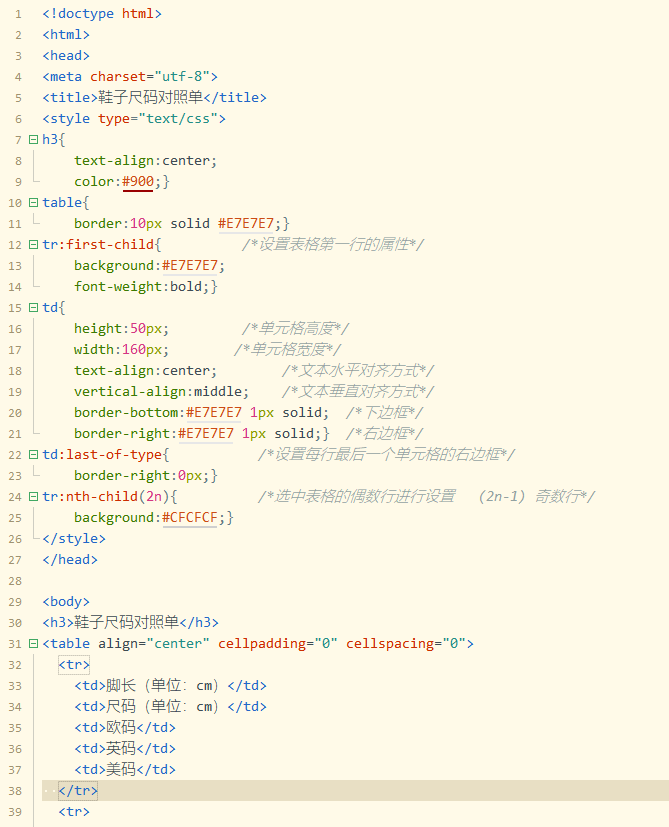 1 <!doctype html>
2 <html>
3 <head>
4 <meta charset="utf-8">
5 <title>鞋子尺码对照单</title>
6 <style type="text/css">
7 h3{
8     text-align:center;
9     color:#900;}
10 table{
11     border:10px solid #E7E7E7;}
12 tr:first-child{          /*设置表格第一行的属性*/
13     background:#E7E7E7;
14     font-weight:bold;}
15 td{
16     height:50px;         /*单元格高度*/
17     width:160px;        /*单元格宽度*/
18     text-align:center;        /*文本水平对齐方式*/
19     vertical-align:middle;    /*文本垂直对齐方式*/
20     border-bottom:#E7E7E7 1px solid;  /*下边框*/
21     border-right:#E7E7E7 1px solid;}  /*右边框*/
22 td:last-of-type{           /*设置每行最后一个单元格的右边框*/
23     border-right:0px;}
24 tr:nth-child(2n){          /*选中表格的偶数行进行设置   (2n-1) 奇数行*/
25     background:#CFCFCF;}
26 </style>
27 </head>
28
29 <body>
30 <h3>鞋子尺码对照单</h3>
31 <table align="center" cellpadding="0" cellspacing="0">
32   <tr>
33     <td>脚长（单位：cm）</td>
34     <td>尺码（单位：cm）</td>
35     <td>欧码</td>
36     <td>英码</td>
37     <td>美码</td>
38   </tr>
39   <tr>